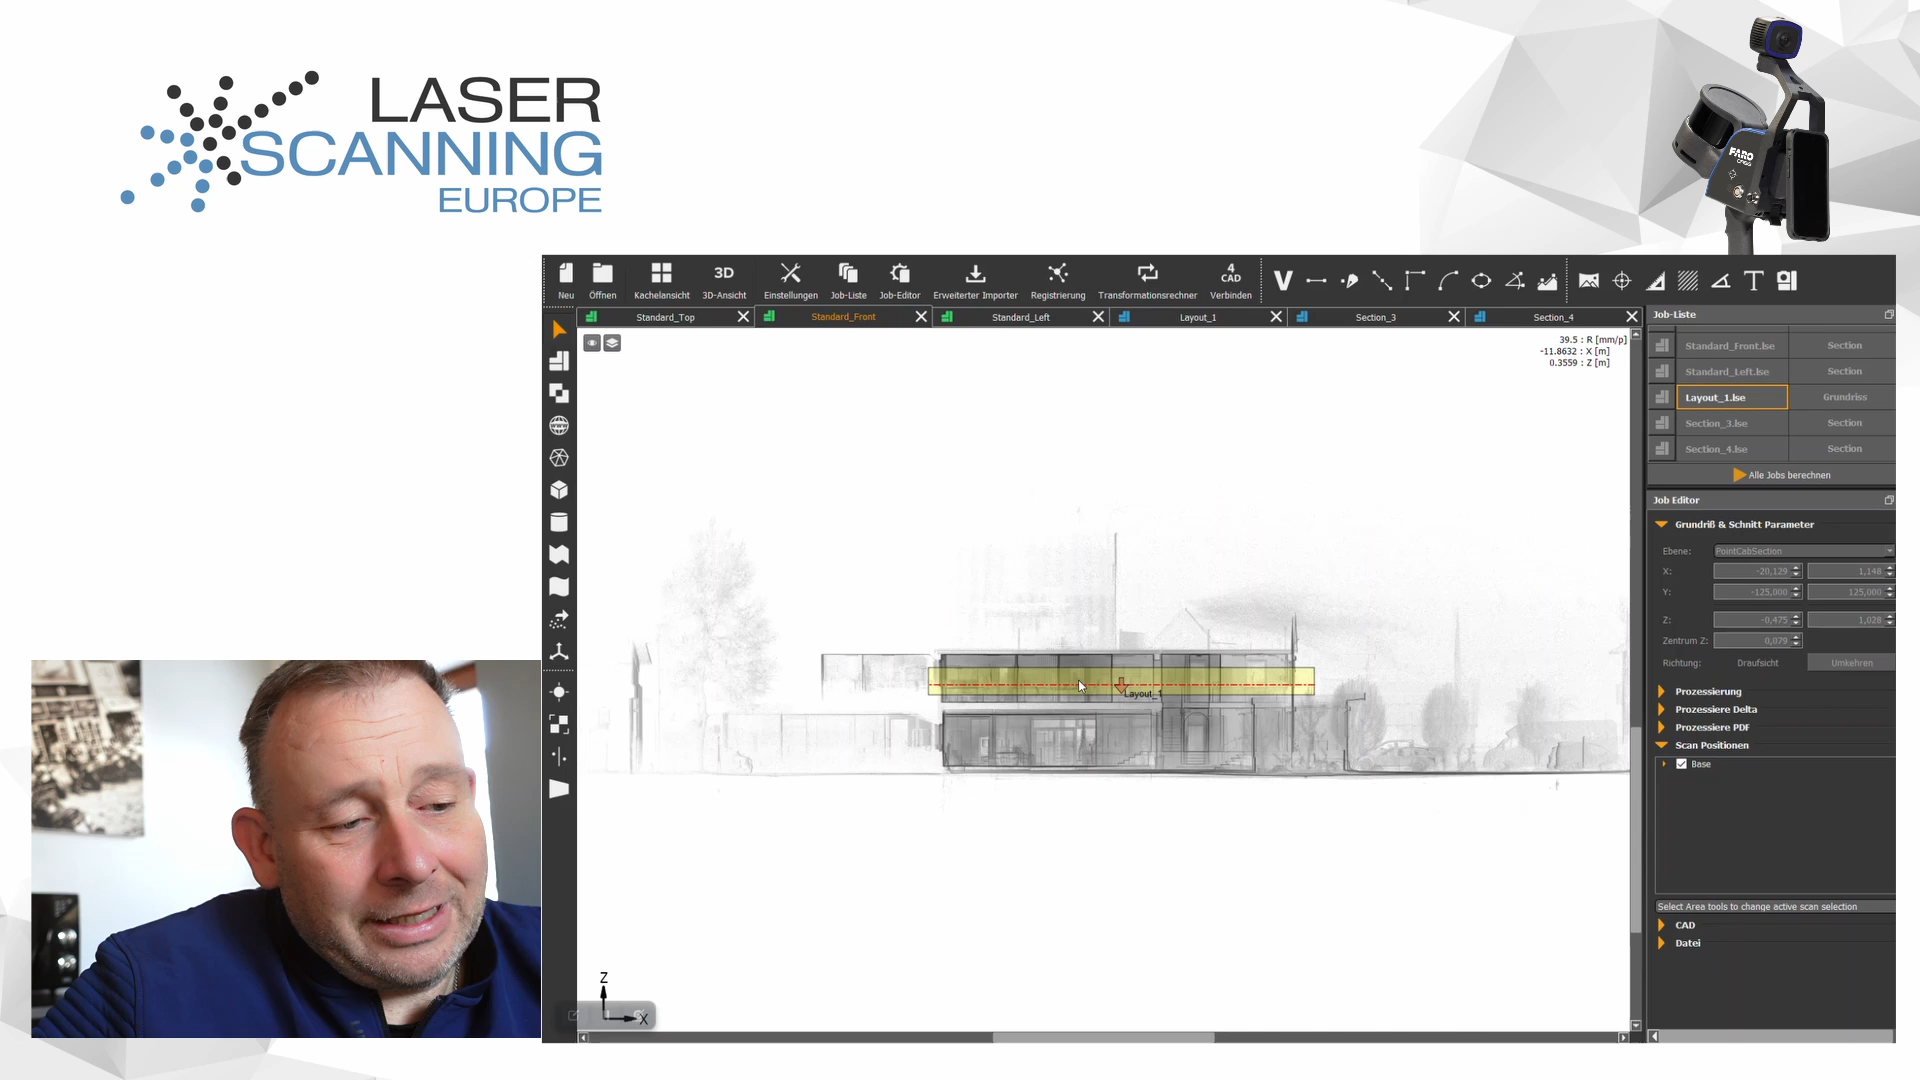 LASER
SCANNING
EUROPE
FARO
ORBIS
Neu
Öffnen
Kachelansicht
3D
3D-Ansicht
Einstellungen
Job-Liste
Job-Editor
Erweiterter Importer
Registrierung
Transformationsrechner
4
CAD
Verbinden
V
T
Standard_Top
Standard_Front
Standard_Left
Layout_1
Section_3
Section_4
39.5 : R [mm/p]
-11.8632 : X [m]
0.3559 : Z [m]
Layout_1
Z
X
Job-Liste
Standard_Front.lse Section
Standard_Left.lse Section
Layout_1.lse Grundriss
Section_3.lse Section
Section_4.lse Section
Alle Jobs berechnen
Job Editor
Grundriß & Schnitt Parameter
Ebene: PointCabSection
X: -20,129 1,148
Y: -125,000 125,000
Z: -0,475 1,028
Zentrum Z: 0,079
Richtung: Draufsicht Umkehren
Prozessierung
Prozessiere Delta
Prozessiere PDF
Scan Positionen
Base
Select Area tools to change active scan selection
CAD
Datei